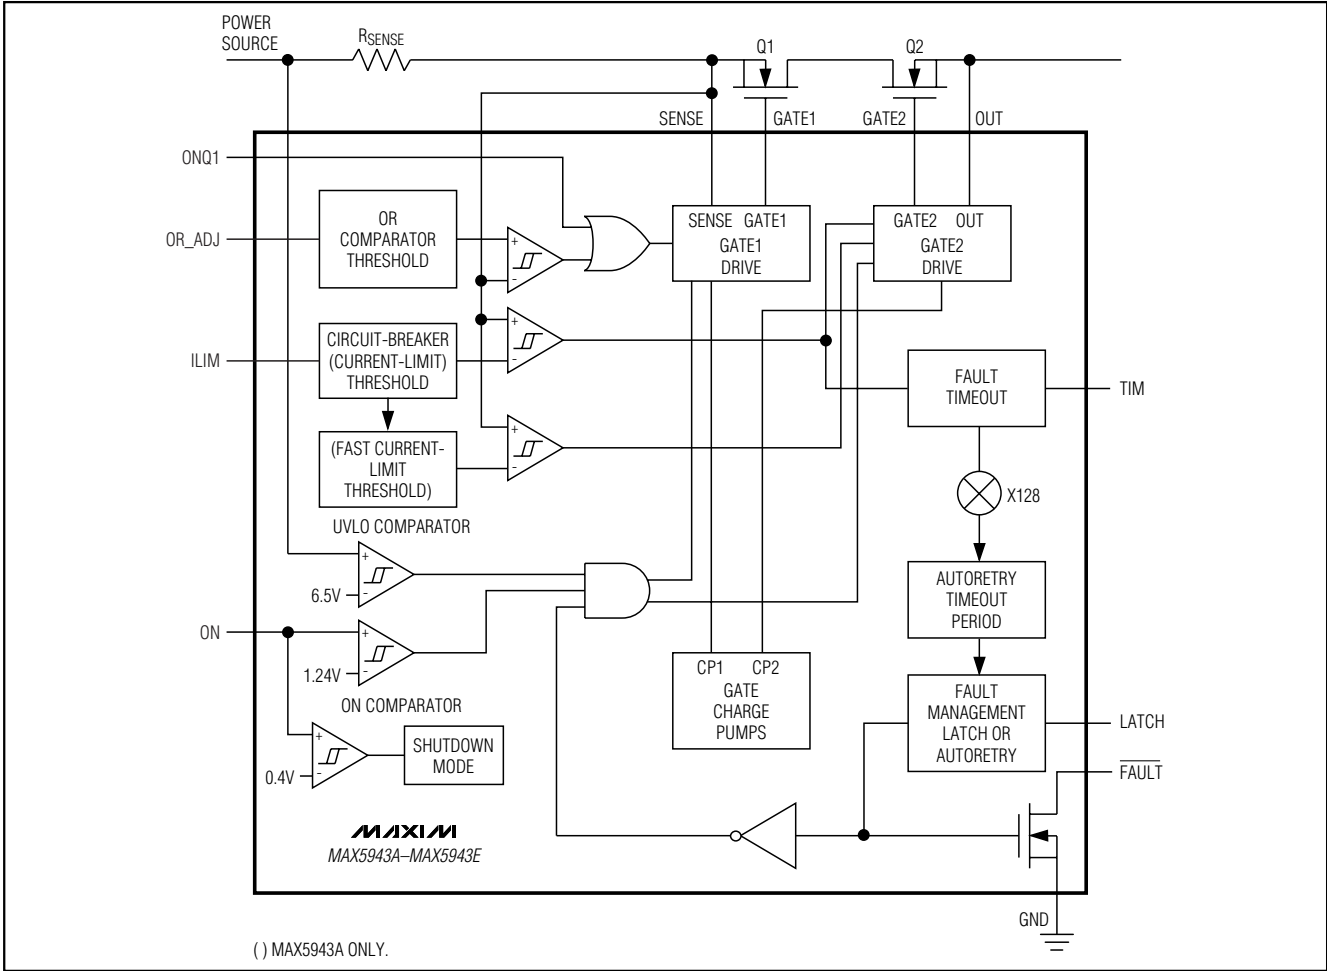 POWER
SOURCE
RSENSE
Q1
Q2
SENSE
GATE1
GATE2
OUT
ONQ1
OR_ADJ
OR
COMPARATOR
THRESHOLD
+
-
SENSE GATE1
GATE1
DRIVE
GATE2 OUT
GATE2
DRIVE
ILIM
CIRCUIT-BREAKER
(CURRENT-LIMIT)
THRESHOLD
+
-
FAULT
TIMEOUT
TIM
(FAST CURRENT-
LIMIT
THRESHOLD)
+
-
X128
UVLO COMPARATOR
+
-
6.5V
AUTORETRY
TIMEOUT
PERIOD
ON
+
-
1.24V
ON COMPARATOR
CP1 CP2
GATE
CHARGE
PUMPS
FAULT
MANAGEMENT
LATCH OR
AUTORETRY
LATCH
+
-
0.4V
SHUTDOWN
MODE
FAULT
MAXIM
MAX5943A–MAX5943E
GND
( ) MAX5943A ONLY.